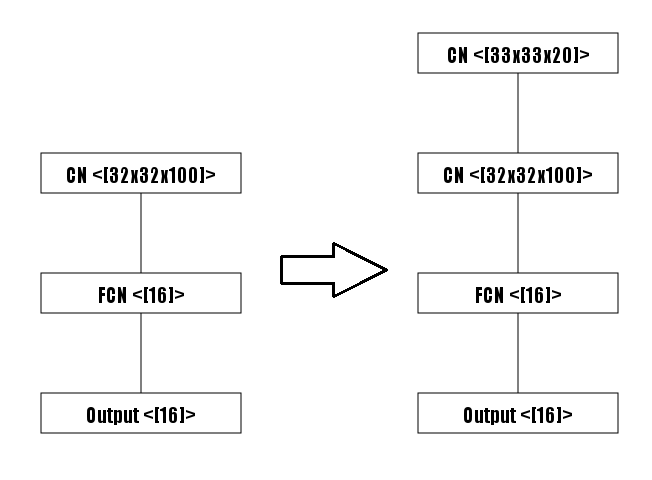 CN <[32x32x100]>
FCN <[16]>
Output <[16]>
CN <[33x33x20]>
CN <[32x32x100]>
FCN <[16]>
Output <[16]>